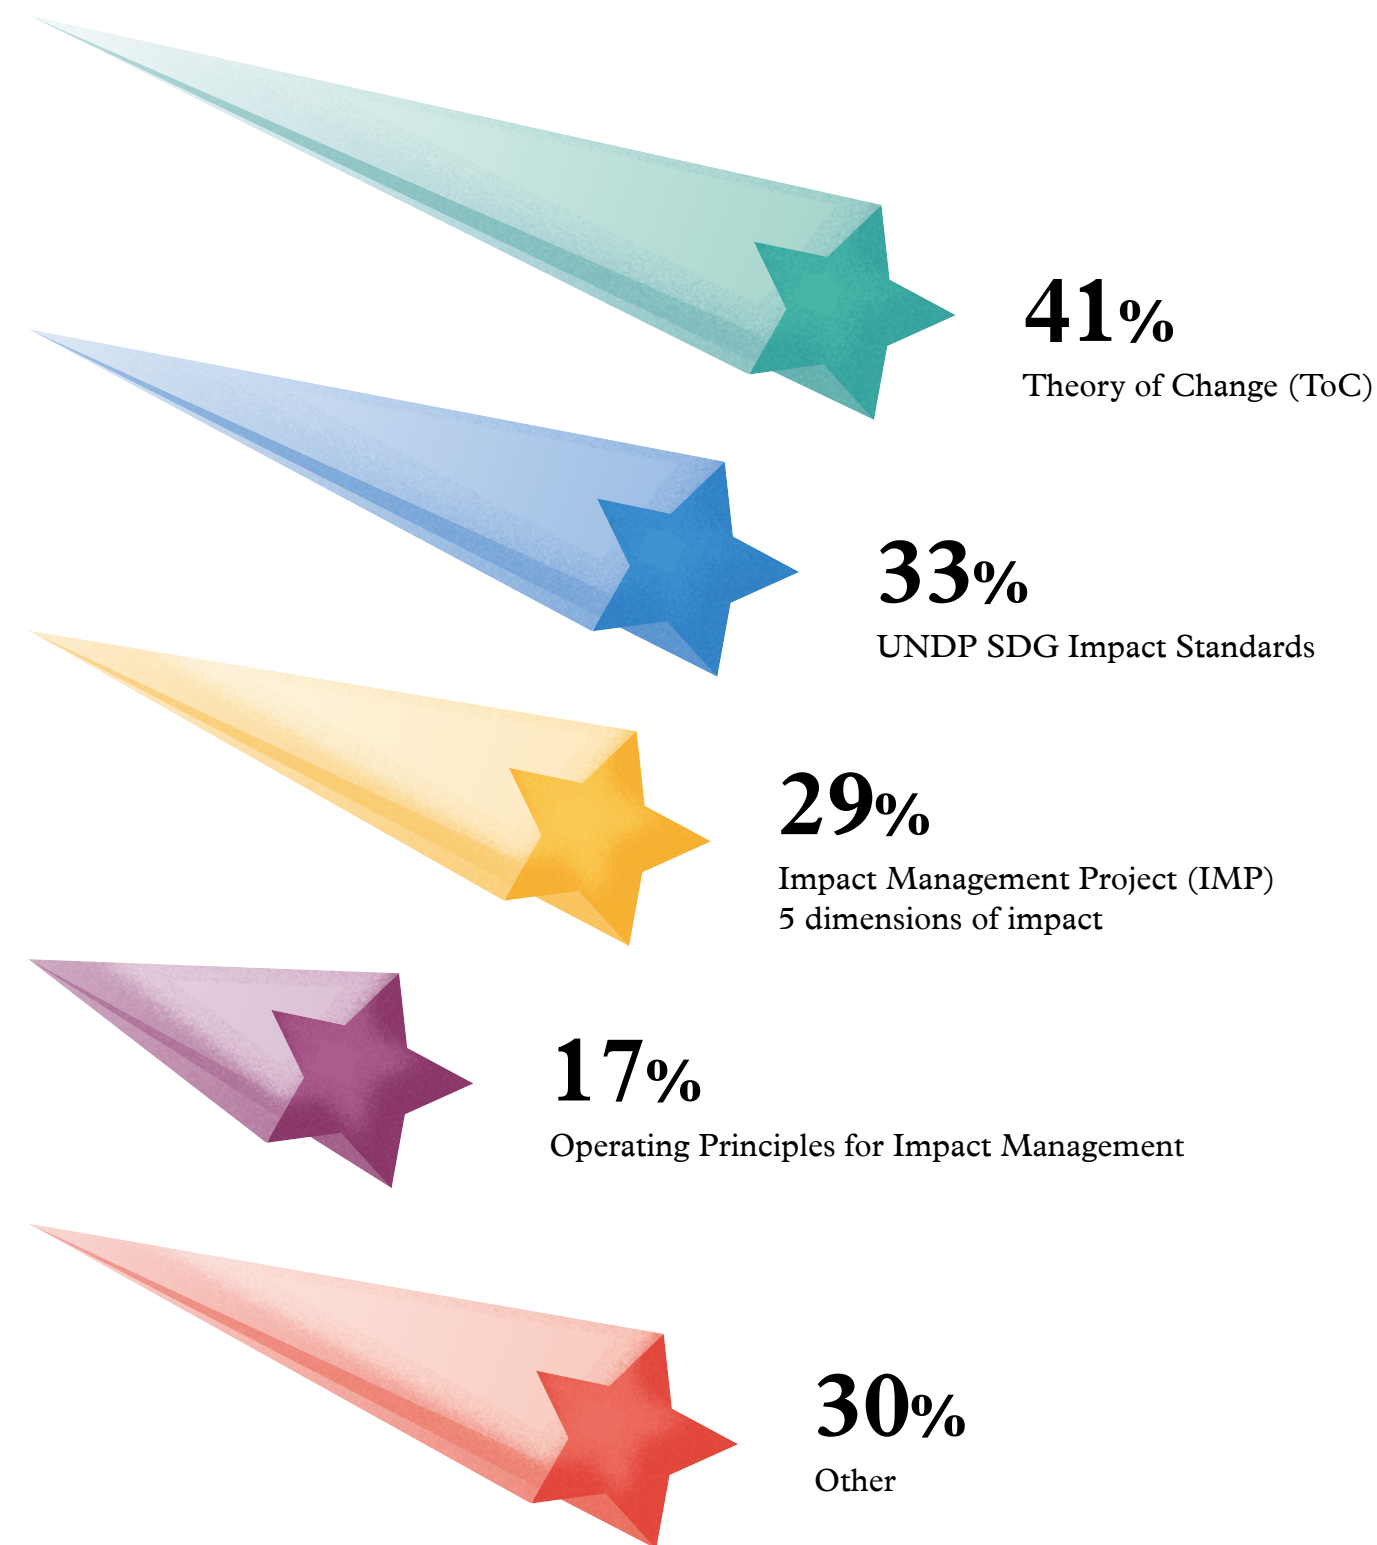 41%
Theory of Change (ToC)
33%
UNDP SDG Impact Standards
29%
Impact Management Project (IMP)
5 dimensions of impact
17%
Operating Principles for Impact Management
30%
Other